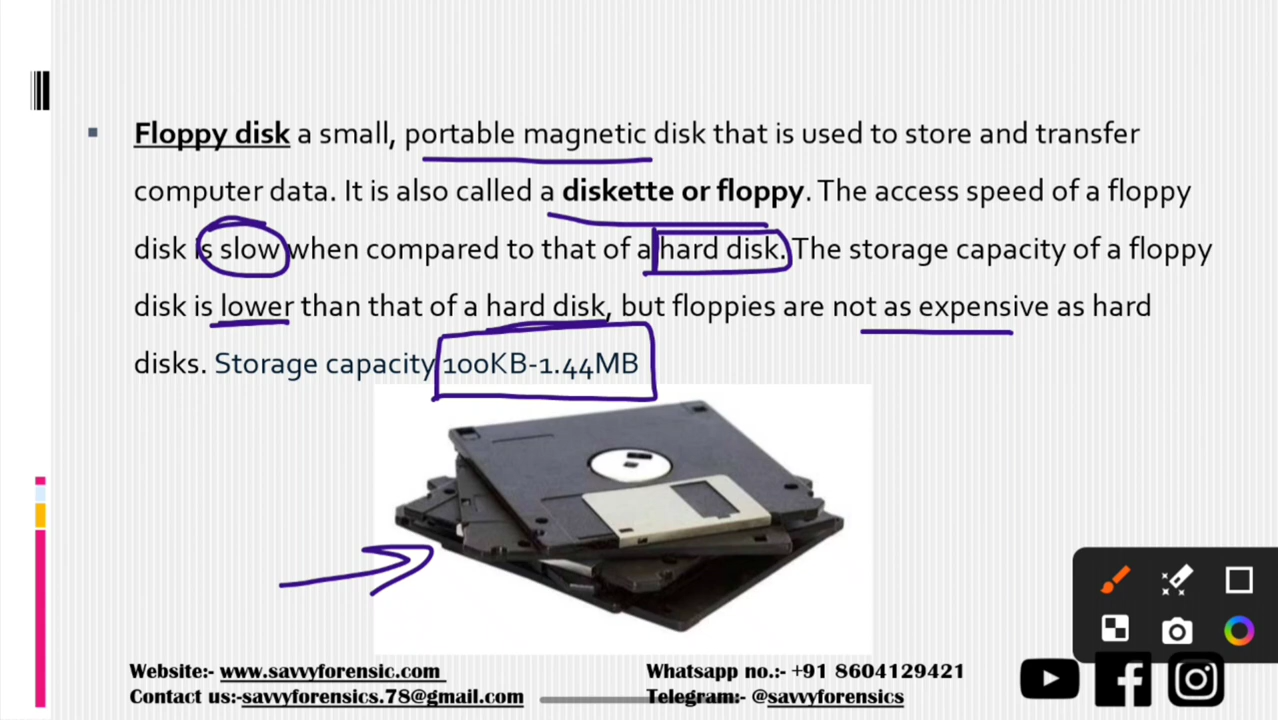 Floppy disk a small, portable magnetic disk that is used to store and transfer
computer data. It is also called a diskette or floppy. The access speed of a floppy
disk is slow when compared to that of a hard disk. The storage capacity of a floppy
disk is lower than that of a hard disk, but floppies are not as expensive as hard
disks. Storage capacity 100KB-1.44MB
Website:- www.savvyforensic.com
Whatsapp no.:- +91 8604129421
Contact us:-savvyforensics.78@gmail.com
Telegram:- @savvyforensics